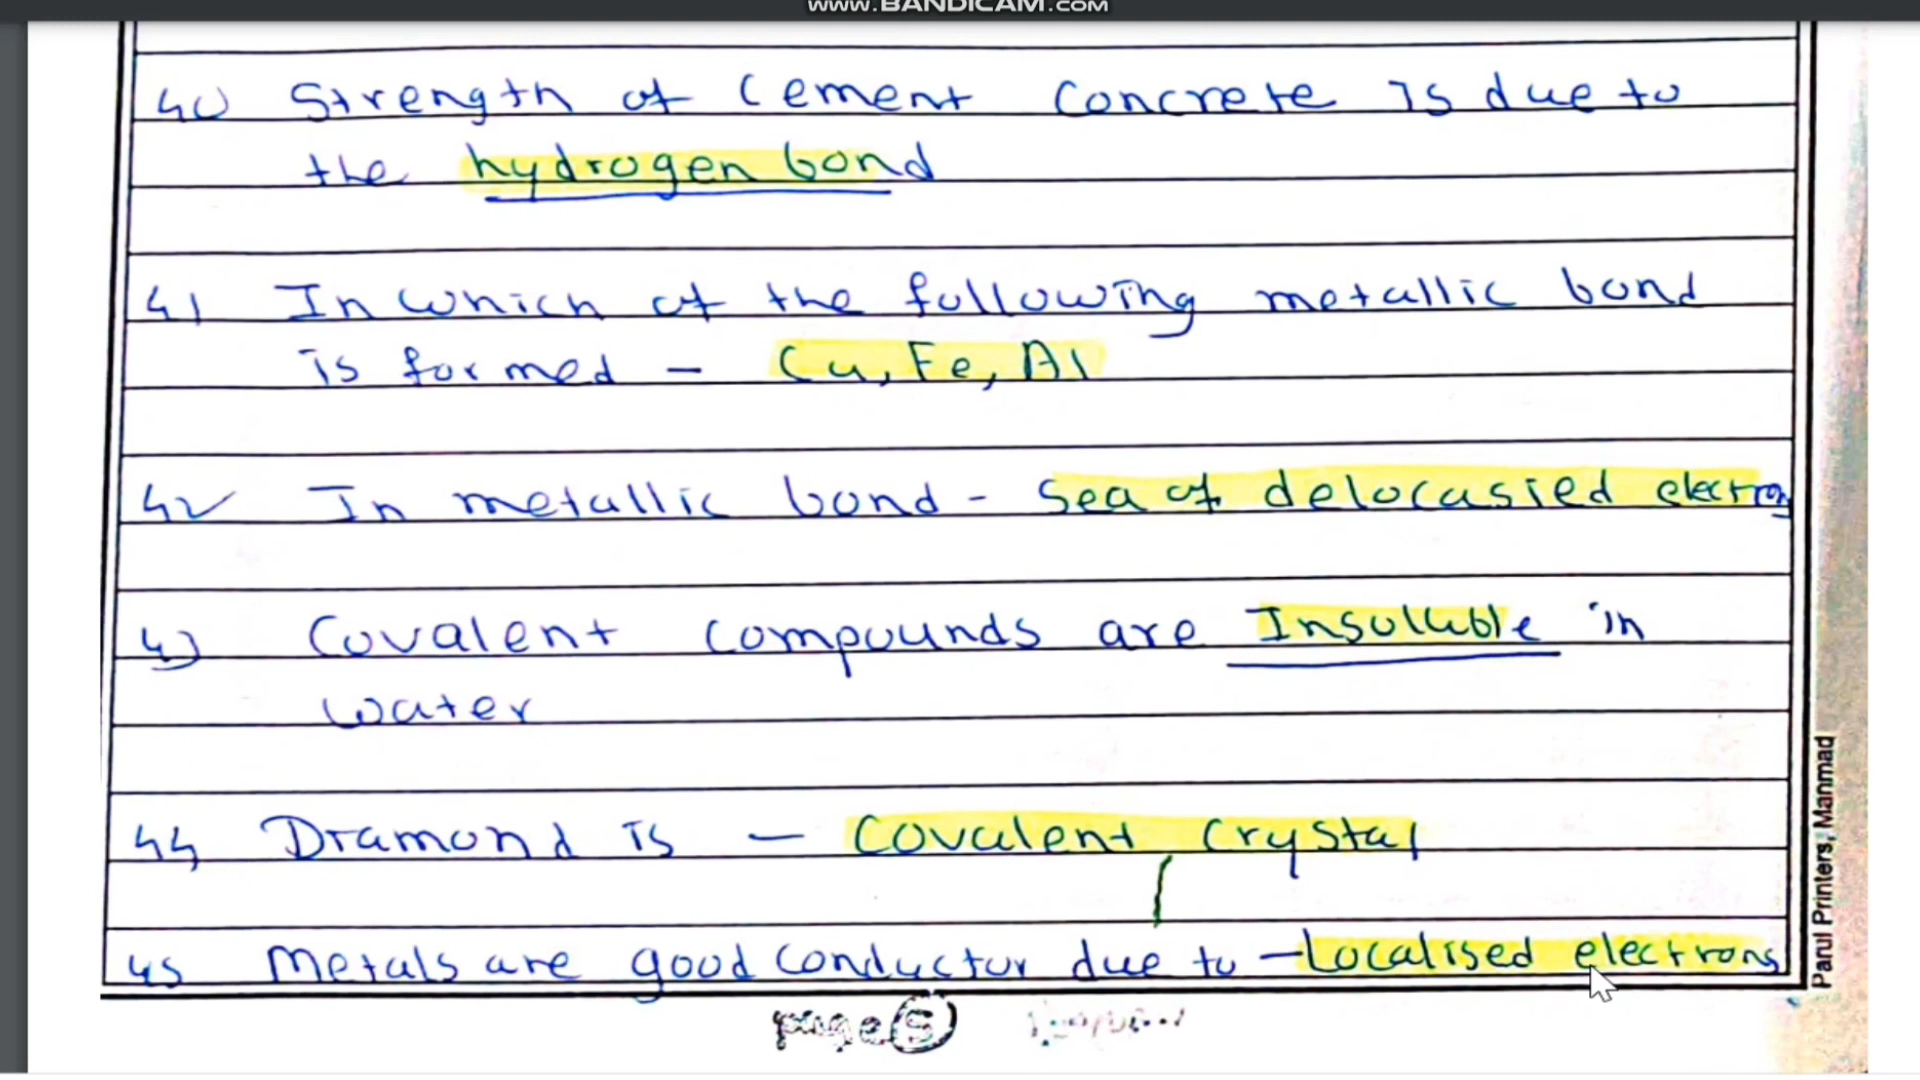 WWW.BANDICAM.COM
40 Strength of Cement Concrete is due to
the hydrogen bond
41 In which of the following metallic bond
is formed - Cu, Fe, Al
42 In metallic bond - Sea of delocasied electrons
43 Covalent compounds are Insoluble in
water
44 Diamond is - Covalent Crystal
45 Metals are good conductor due to - Localised electrons
page 5
Parul Printers, Manmad